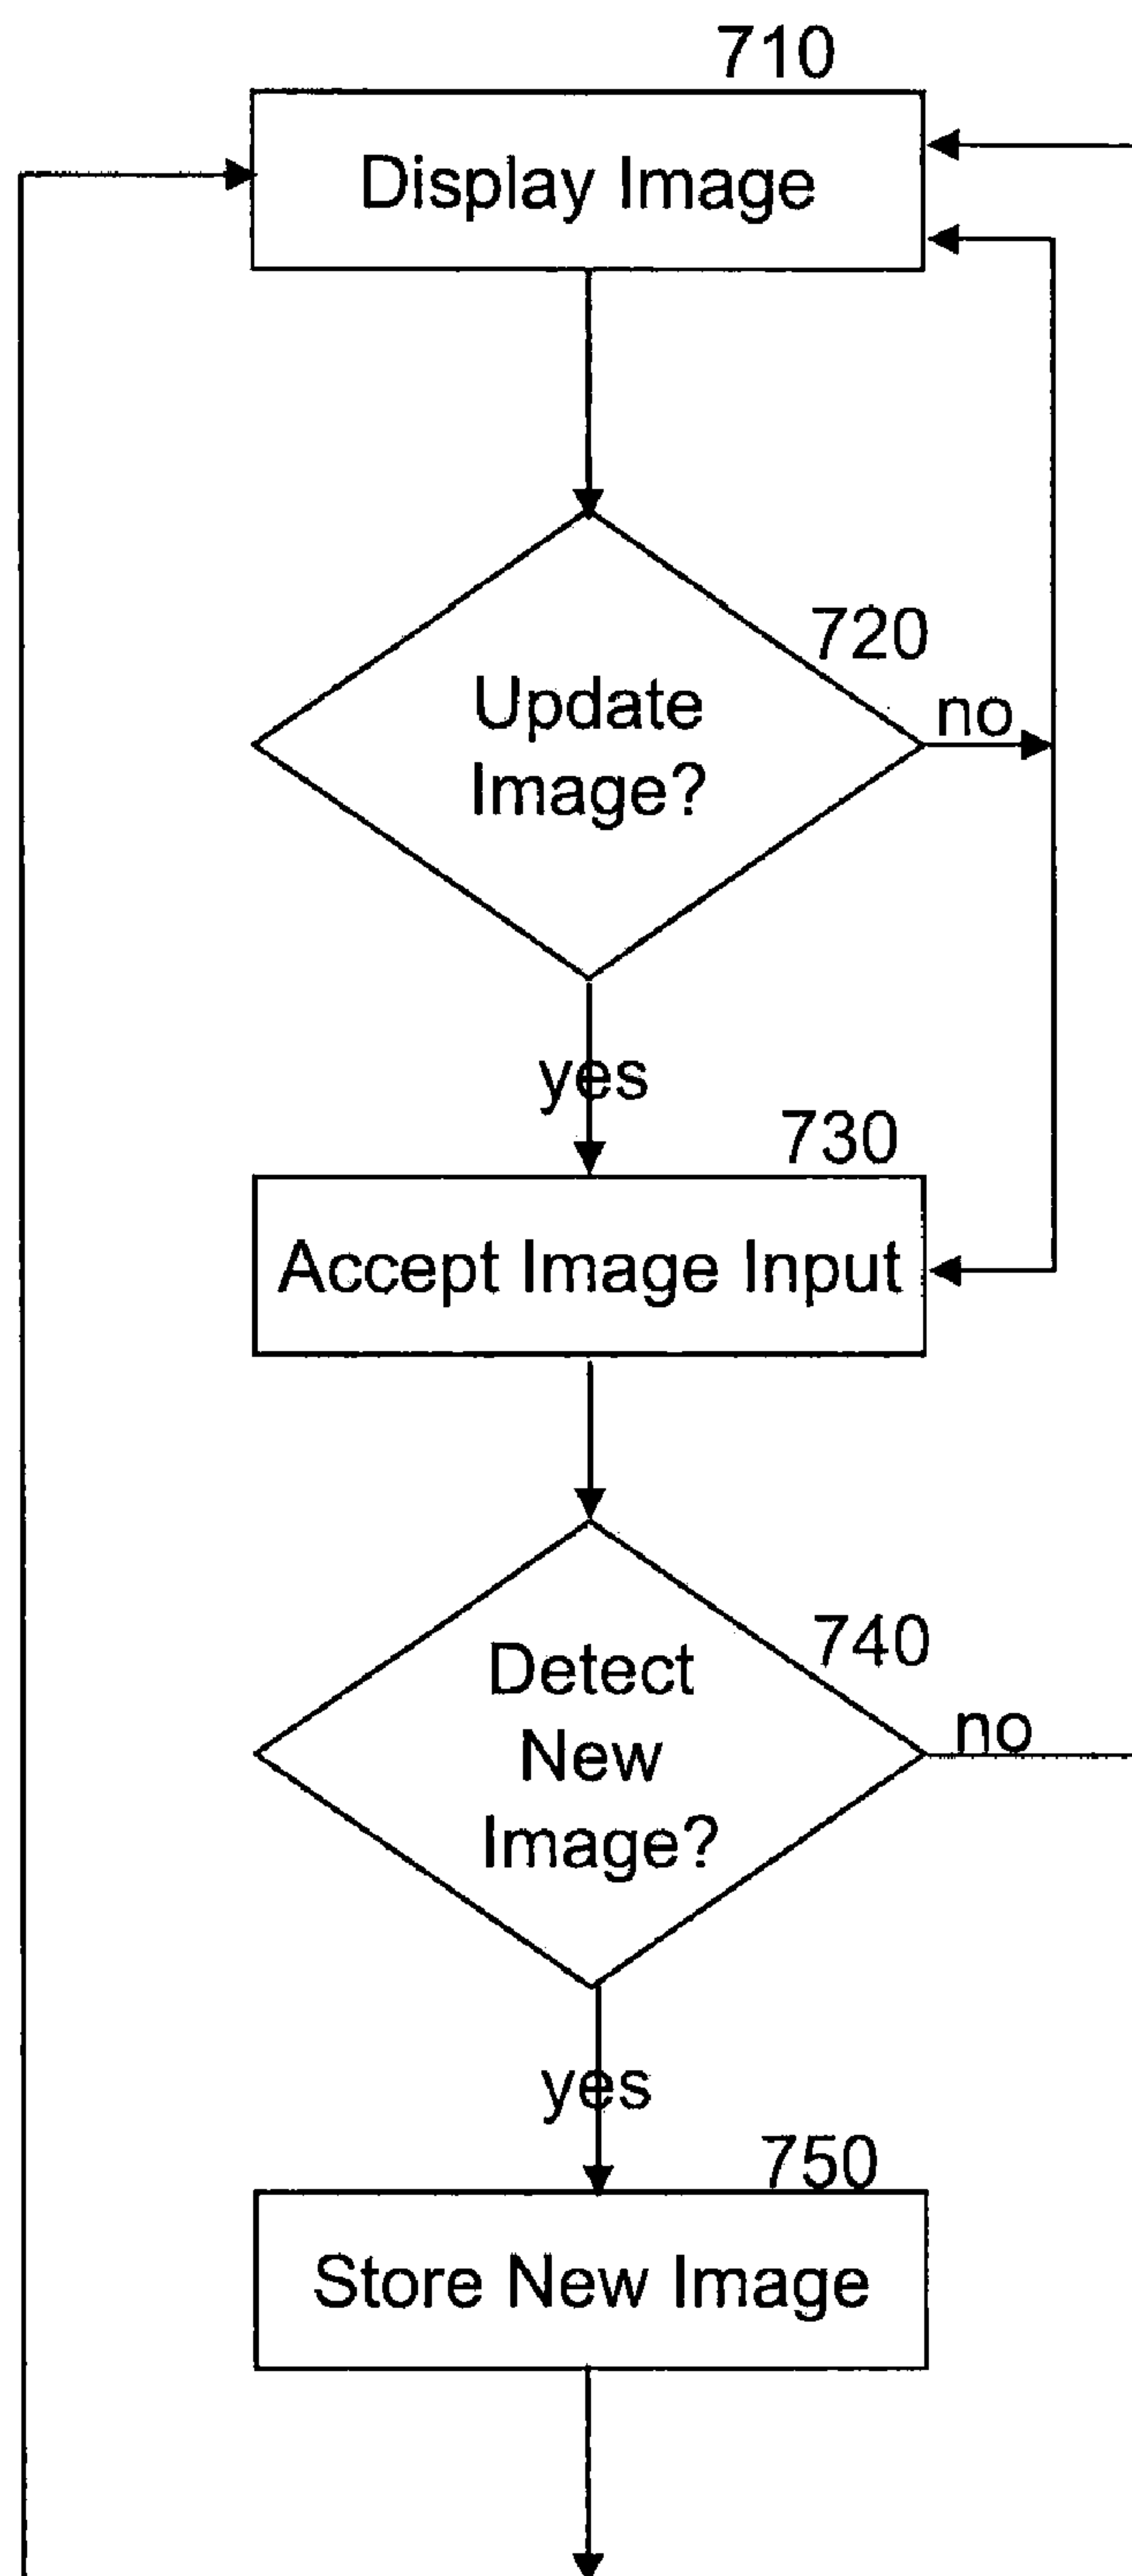 710
Display Image
720
Update
Image?
no
yes
730
Accept Image Input
740
Detect
New
Image?
no
yes
750
Store New Image